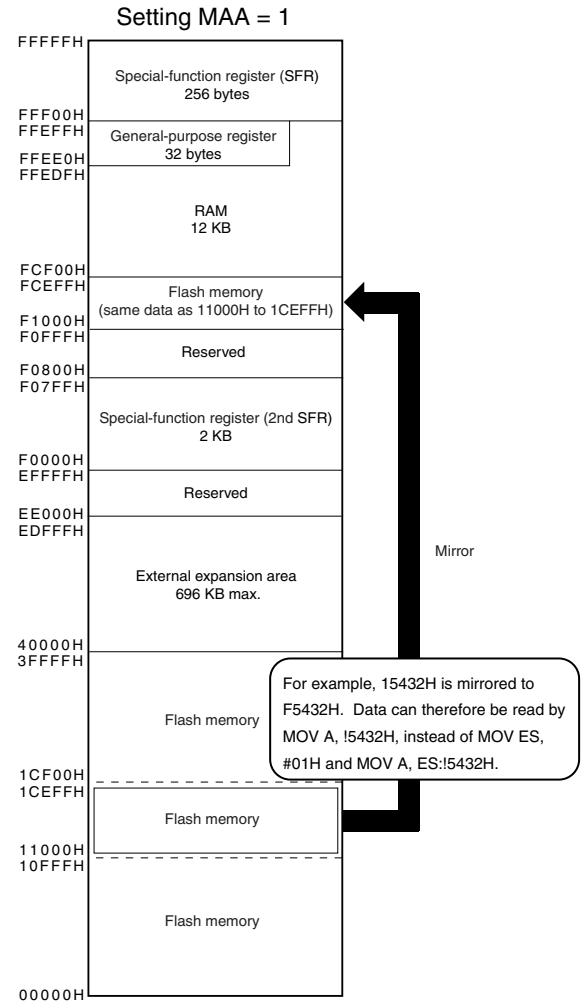 Setting MAA = 1
FFFFFH
Special-function register (SFR)
256 bytes
FFF00H
FFEFFH
General-purpose register
32 bytes
FFEE0H
FFEDFH
RAM
12 KB
FCF00H
FCEFFH
Flash memory
(same data as 11000H to 1CEFFH)
F1000H
F0FFFH
Reserved
F0800H
F07FFH
Special-function register (2nd SFR)
2 KB
F0000H
EFFFFH
Reserved
EE000H
EDFFFH
Mirror
External expansion area
696 KB max.
40000H
3FFFFH
For example, 15432H is mirrored to
F5432H. Data can therefore be read by
MOV A, !5432H, instead of MOV ES,
#01H and MOV A, ES:!5432H.
Flash memory
1CF00H
1CEFFH
Flash memory
11000H
10FFFH
Flash memory
00000H